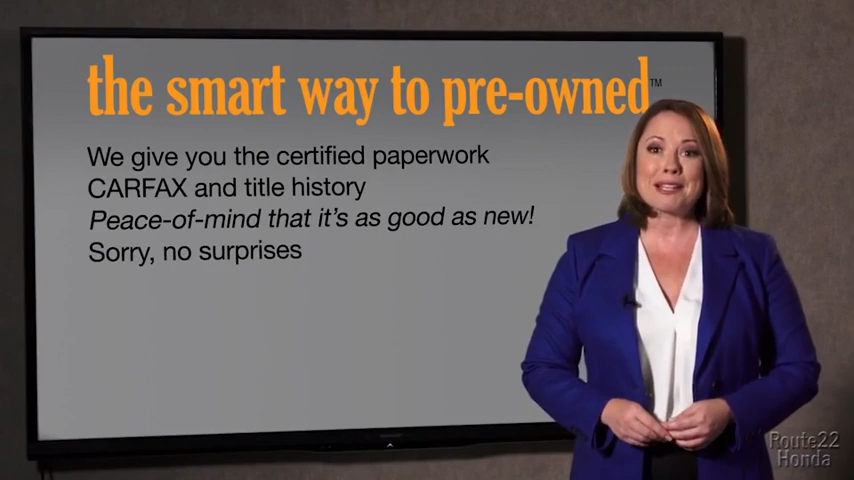 the smart way to pre-owned™
We give you the certified paperwork
CARFAX and title history
Peace-of-mind that it's as good as new!
Sorry, no surprises
Route22
Honda